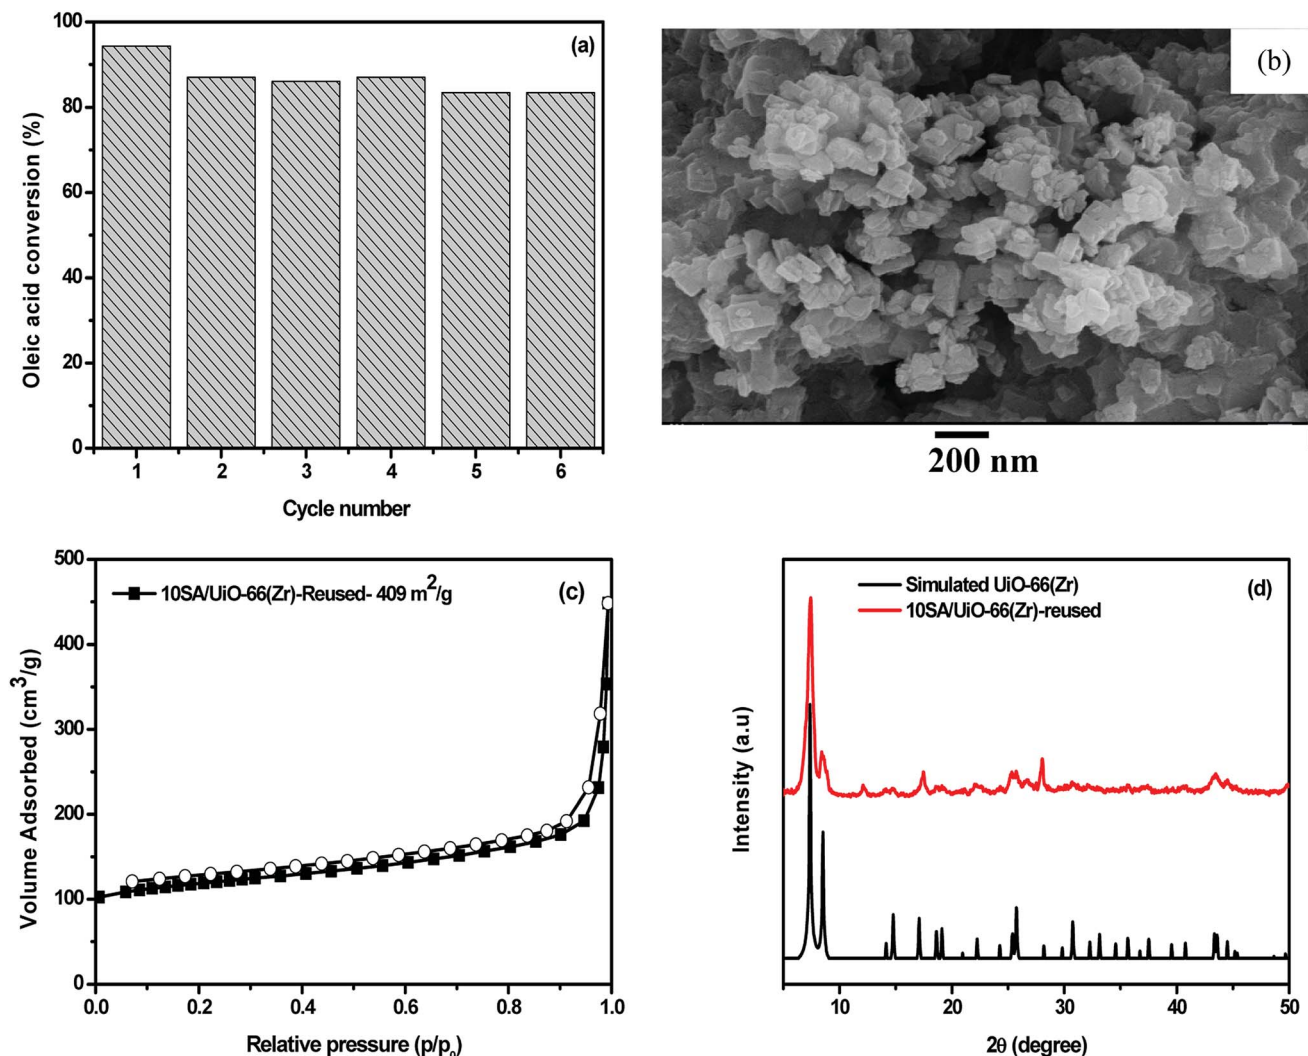 (a)
100
80
60
40
20
0
Oleic acid conversion (%)
1 2 3 4 5 6
Cycle number
(b)
200 nm
500
400
300
200
100
0
Volume Adsorbed (cm³/g)
10SA/UiO-66(Zr)-Reused- 409 m²/g
(c)
0.0 0.2 0.4 0.6 0.8 1.0
Relative pressure (p/p₀)
Simulated UiO-66(Zr)
10SA/UiO-66(Zr)-reused
(d)
Intensity (a.u)
10 20 30 40 50
2θ (degree)